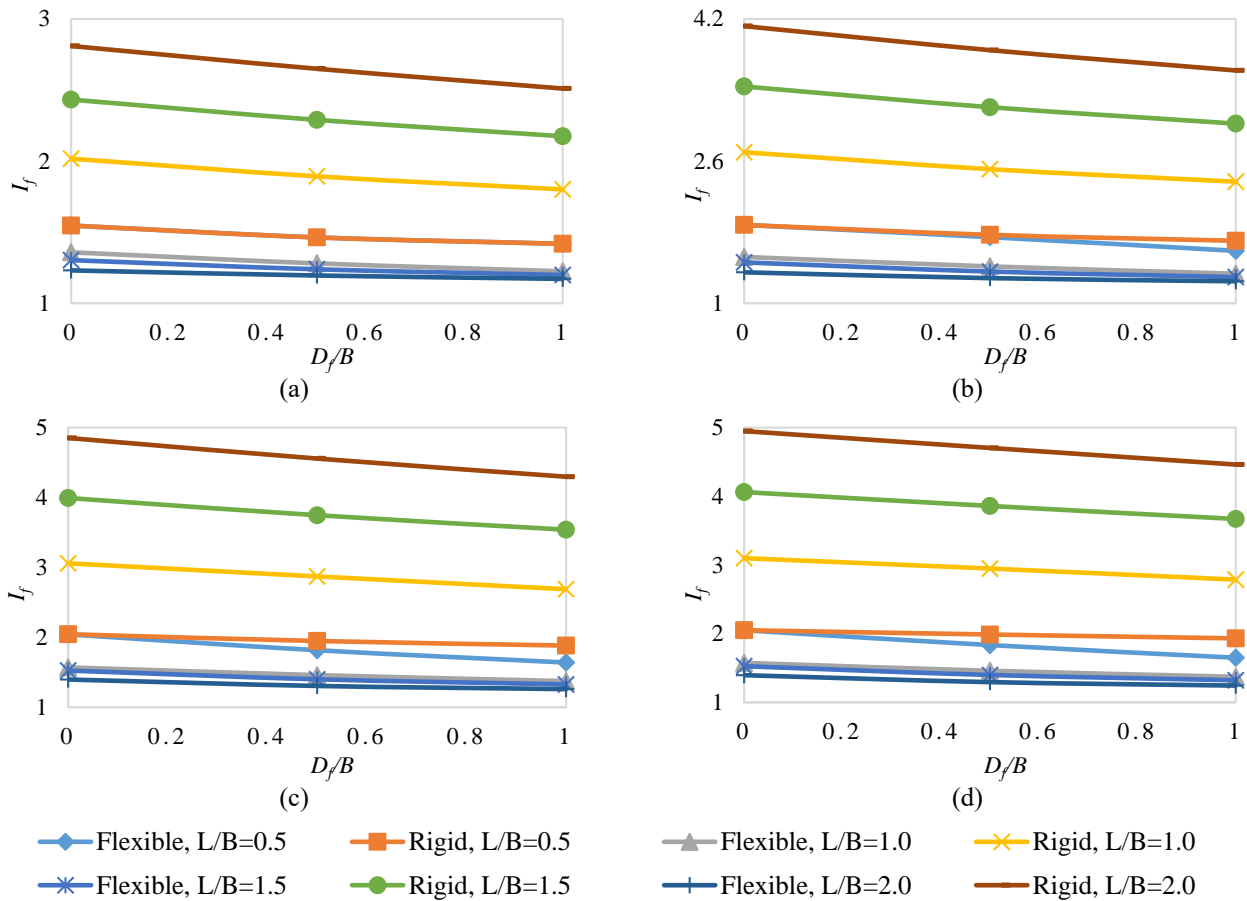 3
2
1
I_f
0
0.2
0.4
0.6
0.8
1
D_f/B
(a)
4.2
2.6
1
I_f
0
0.2
0.4
0.6
0.8
1
D_f/B
(b)
5
4
3
2
1
I_f
0
0.2
0.4
0.6
0.8
1
D_f/B
(c)
5
4
3
2
1
I_f
0
0.2
0.4
0.6
0.8
1
D_f/B
(d)
Flexible, L/B=0.5
Rigid, L/B=0.5
Flexible, L/B=1.0
Rigid, L/B=1.0
Flexible, L/B=1.5
Rigid, L/B=1.5
Flexible, L/B=2.0
Rigid, L/B=2.0